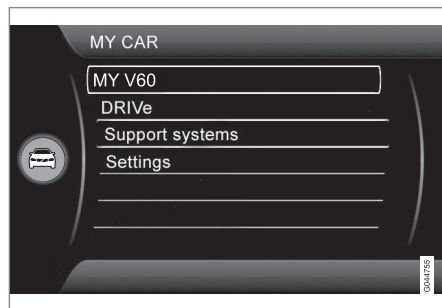 MY CAR
MY V60
DRIVe
Support systems
Settings
G044755